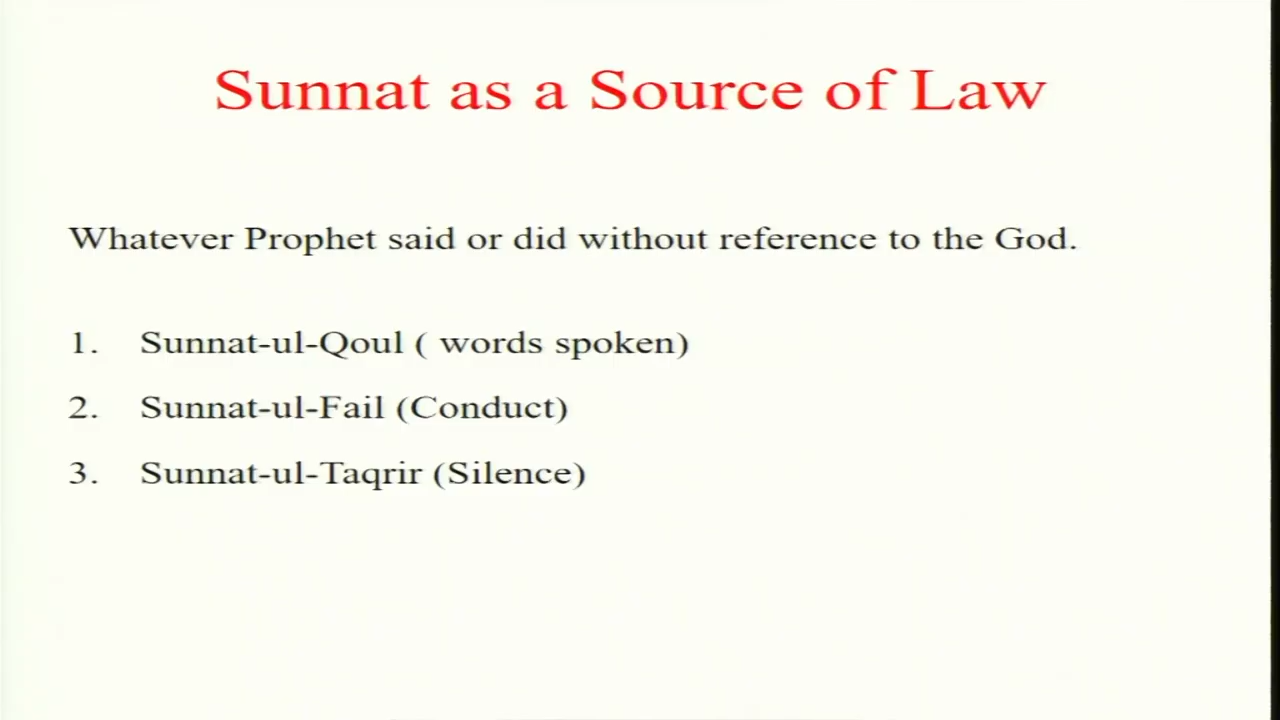 Sunnat as a Source of Law
Whatever Prophet said or did without reference to the God.
1. Sunnat-ul-Qoul ( words spoken)
2. Sunnat-ul-Fail (Conduct)
3. Sunnat-ul-Taqrir (Silence)